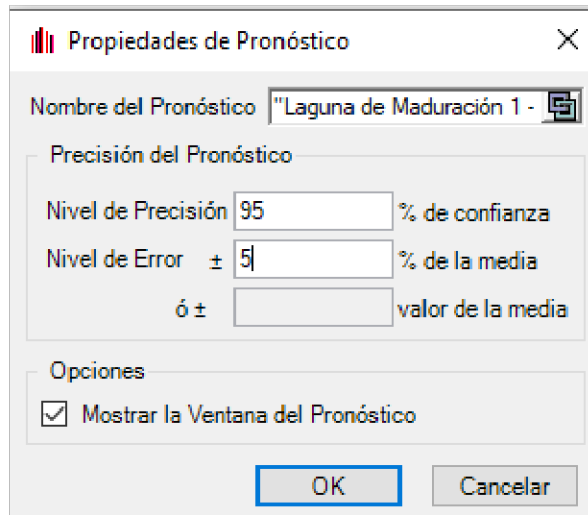 Propiedades de Pronóstico
Nombre del Pronóstico "Laguna de Maduración 1 -
Precisión del Pronóstico
Nivel de Precisión 95 % de confianza
Nivel de Error ± 5 % de la media
ó ± valor de la media
Opciones
Mostrar la Ventana del Pronóstico
OK Cancelar